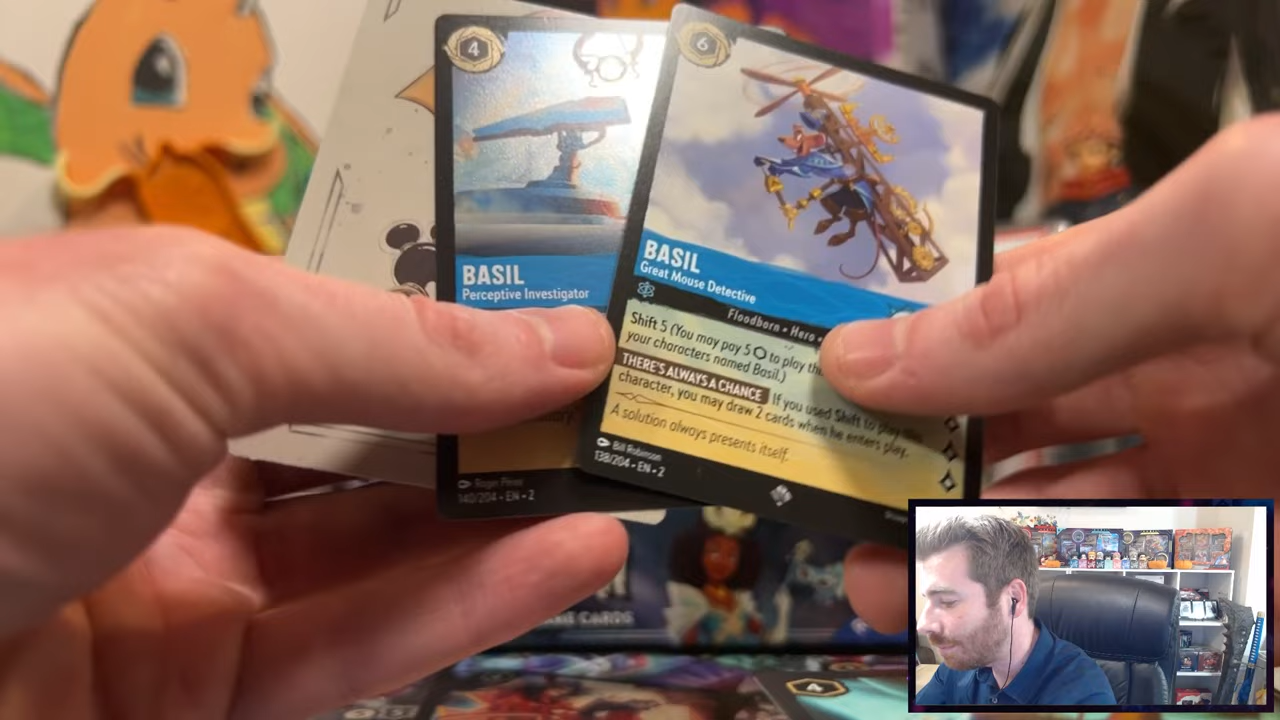 4
BASIL
Perceptive Investigator
140/204 • EN • 2
6
BASIL
Great Mouse Detective
Floodborn • Hero •
Shift 5 (You may pay 5 to play
your characters named Basil.)
THERE'S ALWAYS A CHANCE If you used Shift to play this
character, you may draw 2 cards when he enters play.
A solution always presents itself.
Bill Robinson
138/204 • EN • 2
CARDS